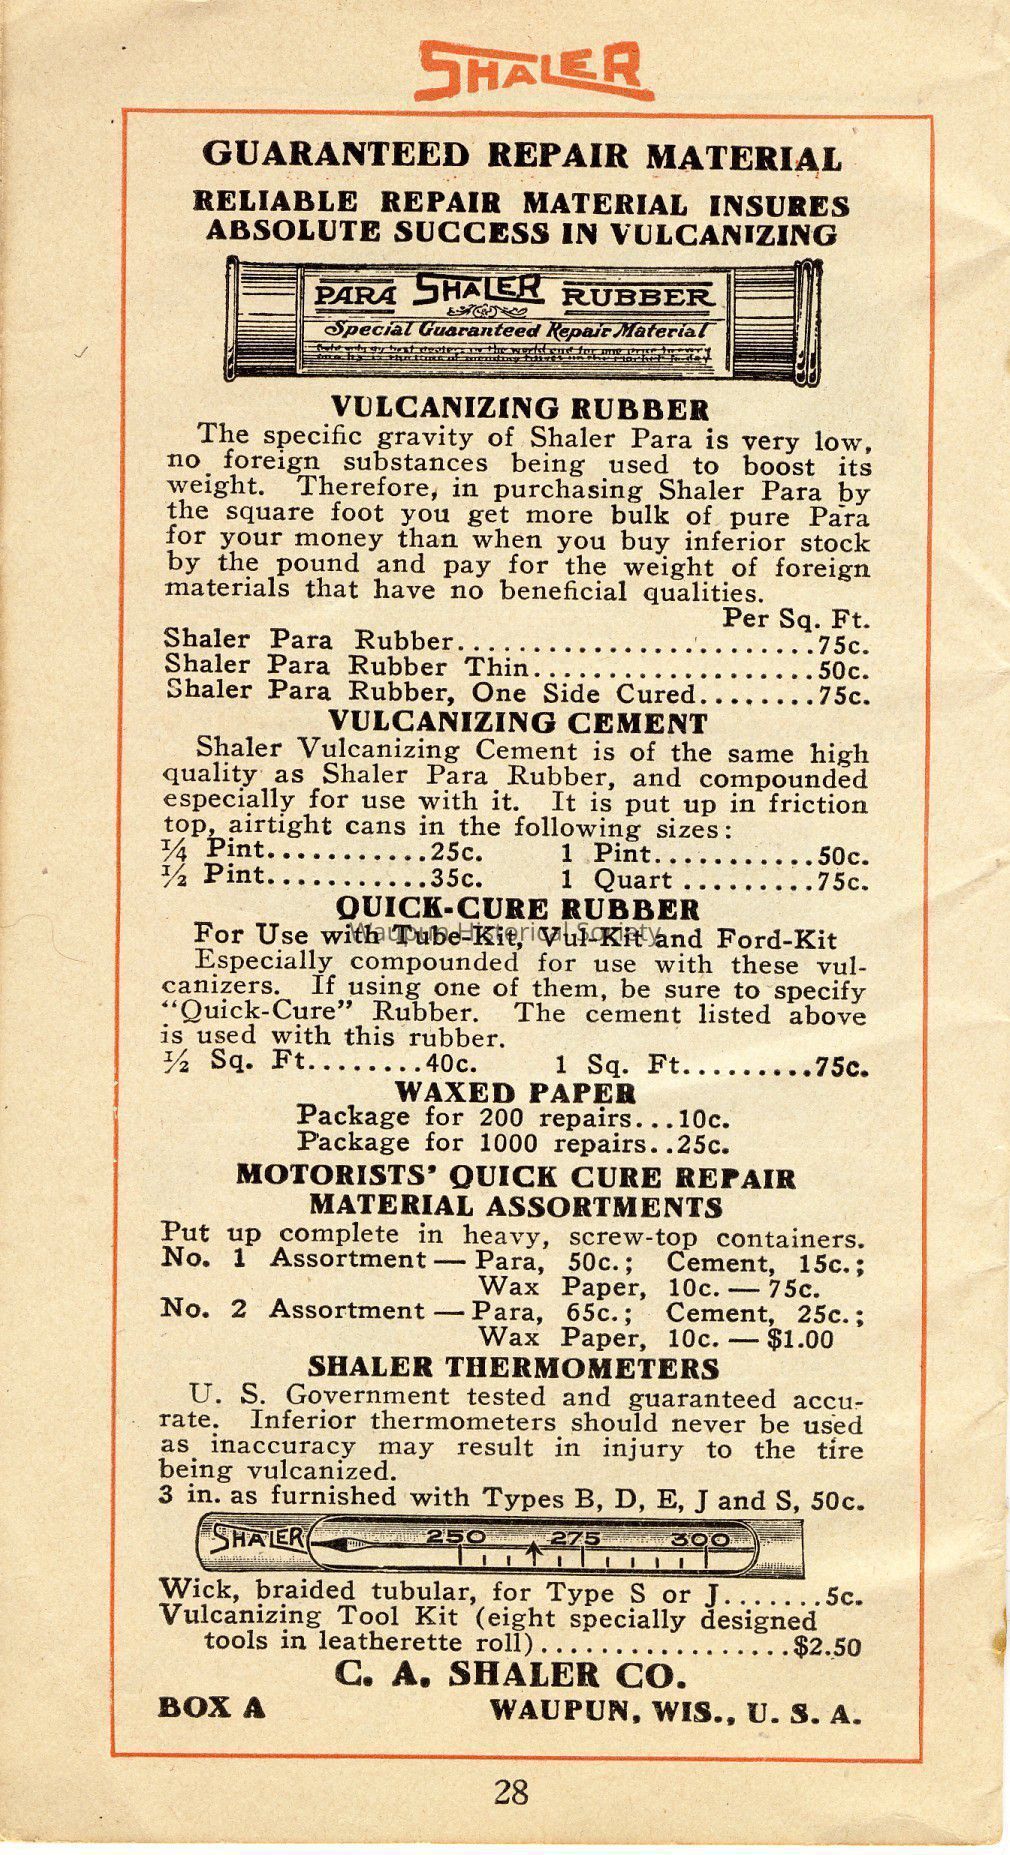 SHALER
GUARANTEED REPAIR MATERIAL
RELIABLE REPAIR MATERIAL INSURES
ABSOLUTE SUCCESS IN VULCANIZING
PARA SHALER RUBBER
Special Guaranteed Repair Material
VULCANIZING RUBBER
The specific gravity of Shaler Para is very low,
no foreign substances being used to boost its
weight. Therefore, in purchasing Shaler Para by
the square foot you get more bulk of pure Para
for your money than when you buy inferior stock
by the pound and pay for the weight of foreign
materials that have no beneficial qualities.
Per Sq. Ft.
Shaler Para Rubber........................75c.
Shaler Para Rubber Thin...................50c.
Shaler Para Rubber, One Side Cured........75c.
VULCANIZING CEMENT
Shaler Vulcanizing Cement is of the same high
quality as Shaler Para Rubber, and compounded
especially for use with it. It is put up in friction
top, airtight cans in the following sizes:
1/4 Pint...........25c. 1 Pint...........50c.
1/2 Pint...........35c. 1 Quart .........75c.
QUICK-CURE RUBBER
For Use with Tube-Kit, Vul-Kit and Ford-Kit
Waupun Historical Society
Especially compounded for use with these vul-
canizers. If using one of them, be sure to specify
"Quick-Cure" Rubber. The cement listed above
is used with this rubber.
1/2 Sq. Ft........40c. 1 Sq. Ft.........75c.
WAXED PAPER
Package for 200 repairs...10c.
Package for 1000 repairs..25c.
MOTORISTS' QUICK CURE REPAIR
MATERIAL ASSORTMENTS
Put up complete in heavy, screw-top containers.
No. 1 Assortment — Para, 50c.; Cement, 15c.;
Wax Paper, 10c. — 75c.
No. 2 Assortment — Para, 65c.; Cement, 25c.;
Wax Paper, 10c. — $1.00
SHALER THERMOMETERS
U. S. Government tested and guaranteed accu-
rate. Inferior thermometers should never be used
as inaccuracy may result in injury to the tire
being vulcanized.
3 in. as furnished with Types B, D, E, J and S, 50c.
SHALER 250 275 300
Wick, braided tubular, for Type S or J.......5c.
Vulcanizing Tool Kit (eight specially designed
tools in leatherette roll).................$2.50
C. A. SHALER CO.
BOX A WAUPUN, WIS., U. S. A.
28